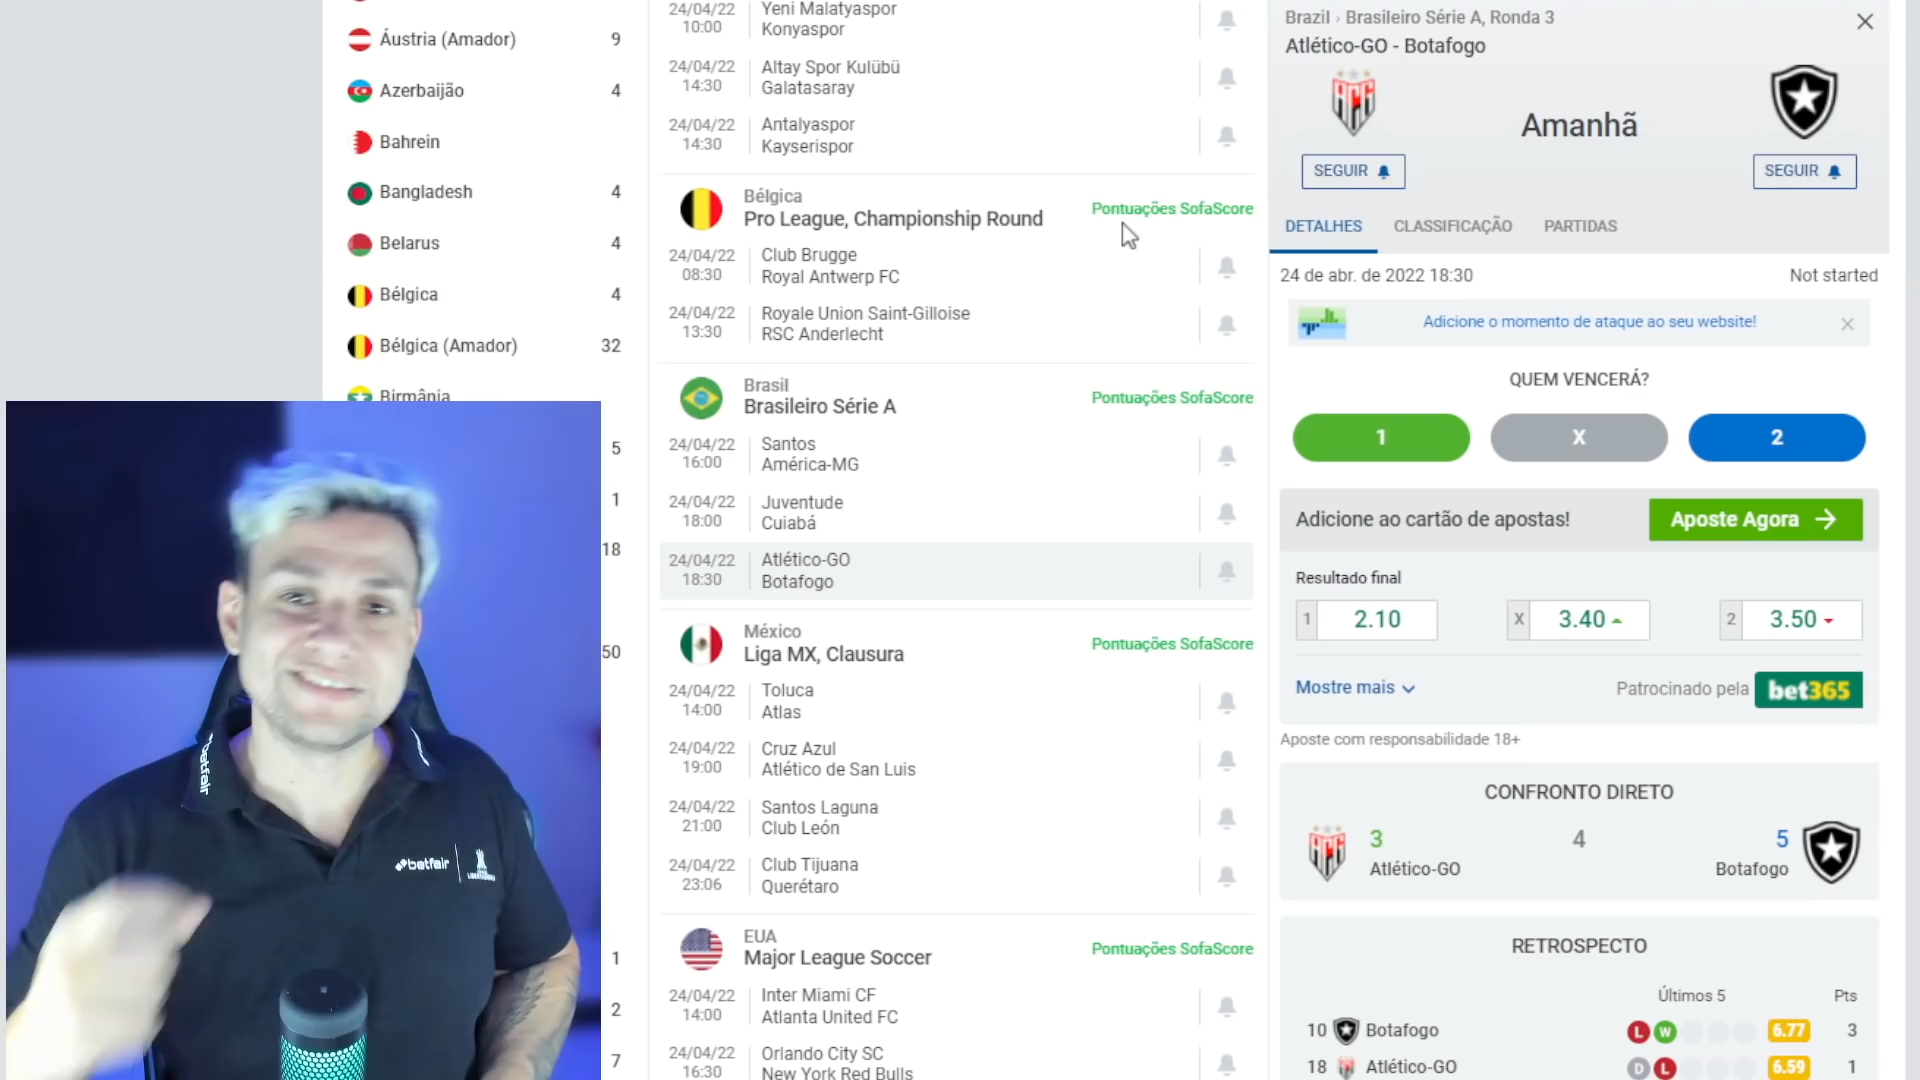 Áustria (Amador) 9
Azerbaijão 4
Bahrein
Bangladesh 4
Belarus 4
Bélgica 4
Bélgica (Amador) 32
Birmânia
5
1
18
50
1
2
7
24/04/22 Yeni Malatyaspor
10:00 Konyaspor
24/04/22 Altay Spor Kulübü
14:30 Galatasaray
24/04/22 Antalyaspor
14:30 Kayserispor
Bélgica
Pro League, Championship Round
Pontuações SofaScore
24/04/22 Club Brugge
08:30 Royal Antwerp FC
24/04/22 Royale Union Saint-Gilloise
13:30 RSC Anderlecht
Brasil
Brasileiro Série A
Pontuações SofaScore
24/04/22 Santos
16:00 América-MG
24/04/22 Juventude
18:00 Cuiabá
24/04/22 Atlético-GO
18:30 Botafogo
México
Liga MX, Clausura
Pontuações SofaScore
24/04/22 Toluca
14:00 Atlas
24/04/22 Cruz Azul
19:00 Atlético de San Luis
24/04/22 Santos Laguna
21:00 Club León
24/04/22 Club Tijuana
23:06 Querétaro
EUA
Major League Soccer
Pontuações SofaScore
24/04/22 Inter Miami CF
14:00 Atlanta United FC
24/04/22 Orlando City SC
16:30 New York Red Bulls
Brazil › Brasileiro Série A, Ronda 3
Atlético-GO - Botafogo
ACG
Amanhã
SEGUIR
SEGUIR
DETALHES CLASSIFICAÇÃO PARTIDAS
24 de abr. de 2022 18:30 Not started
Adicione o momento de ataque ao seu website!
QUEM VENCERÁ?
1 X 2
Adicione ao cartão de apostas! Aposte Agora
Resultado final
1 2.10 X 3.40 2 3.50
Mostre mais Patrocinado pela bet365
Aposte com responsabilidade 18+
CONFRONTO DIRETO
3 4 5
Atlético-GO Botafogo
RETROSPECTO
Últimos 5 Pts
10 Botafogo L W 6.77 3
18 Atlético-GO D L 6.59 1
betfair
betfair